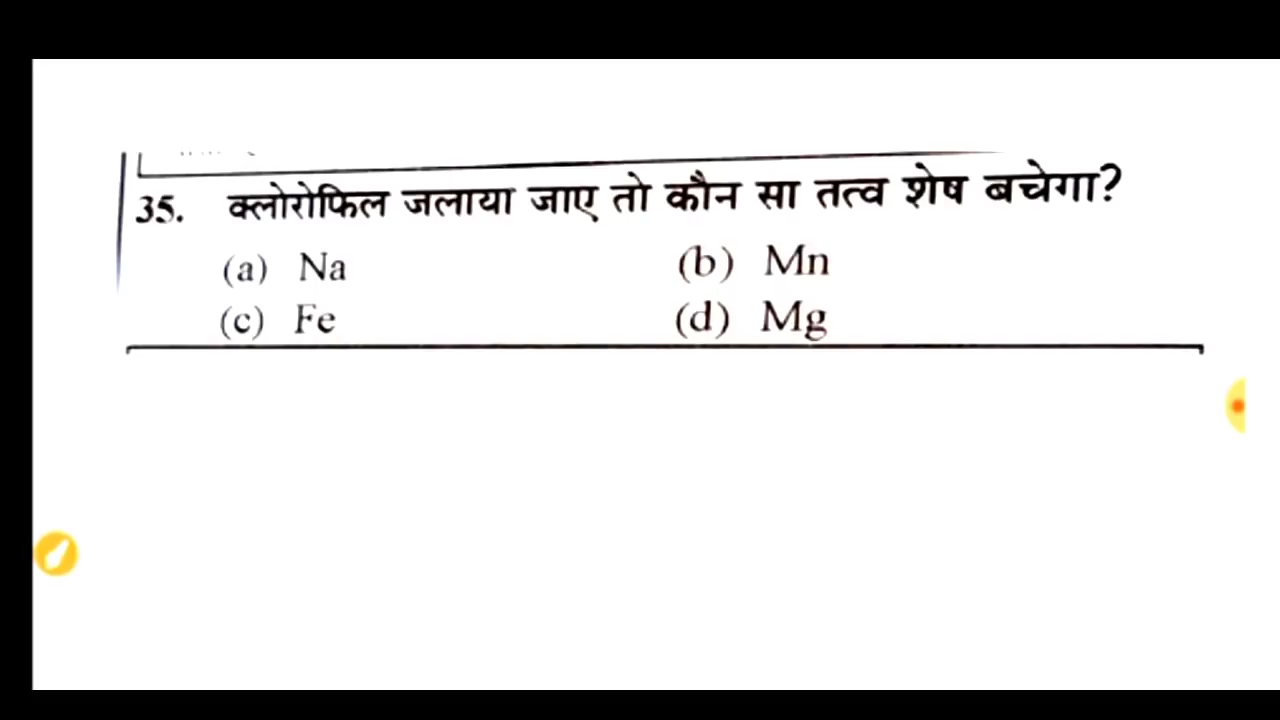 35. क्लोरोफिल जलाया जाए तो कौन सा तत्व शेष बचेगा?
(a) Na (b) Mn
(c) Fe (d) Mg